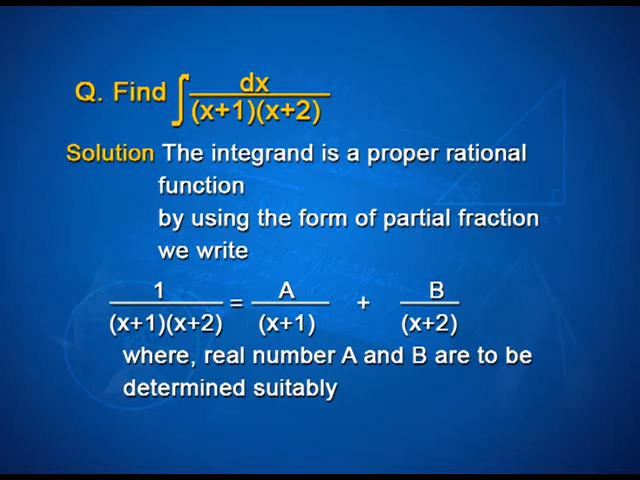 Q. Find ∫ dx / (x+1)(x+2)
Solution The integrand is a proper rational
function
by using the form of partial fraction
we write
1 / (x+1)(x+2) = A / (x+1) + B / (x+2)
where, real number A and B are to be
determined suitably